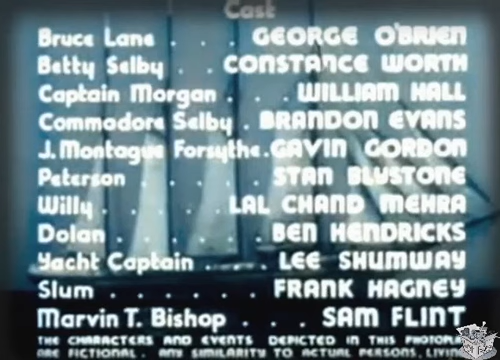 Cast
Bruce Lane . . . GEORGE O'BRIEN
Betty Selby . . CONSTANCE WORTH
Captain Morgan . . . WILLIAM HALL
Commodore Selby . BRANDON EVANS
J. Montague Forsythe . GAVIN GORDON
Peterson . . . . . STAN BLYSTONE
Willy . . . . . LAL CHAND MEHRA
Dolan . . . . . . BEN HENDRICKS
Yacht Captain . . . LEE SHUMWAY
Slum . . . . . . FRANK HAGNEY
Marvin T. Bishop . . . SAM FLINT
THE CHARACTERS AND EVENTS DEPICTED IN THIS PHOTOPL
ARE FICTIONAL. ANY SIMILARITY TO ACTUAL PERSONS LIVING